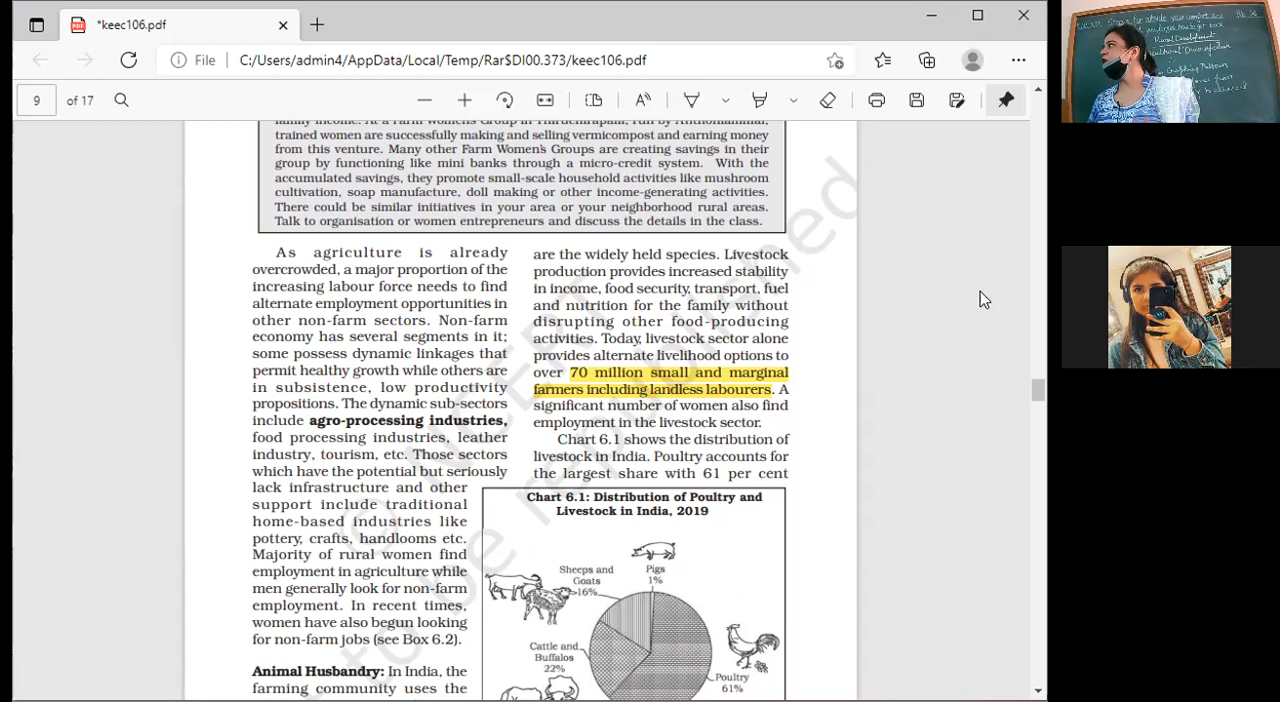 *keec106.pdf
File C:/Users/admin4/AppData/Local/Temp/Rar$DI00.373/keec106.pdf
9 of 17
family income. At a Farm Women's Group in Thiruchirapalli, run by Anthoniammal,
trained women are successfully making and selling vermicompost and earning money
from this venture. Many other Farm Women's Groups are creating savings in their
group by functioning like mini banks through a micro-credit system. With the
accumulated savings, they promote small-scale household activities like mushroom
cultivation, soap manufacture, doll making or other income-generating activities.
There could be similar initiatives in your area or your neighborhood rural areas.
Talk to organisation or women entrepreneurs and discuss the details in the class.
As agriculture is already
overcrowded, a major proportion of the
increasing labour force needs to find
alternate employment opportunities in
other non-farm sectors. Non-farm
economy has several segments in it;
some possess dynamic linkages that
permit healthy growth while others are
in subsistence, low productivity
propositions. The dynamic sub-sectors
include agro-processing industries,
food processing industries, leather
industry, tourism, etc. Those sectors
which have the potential but seriously
lack infrastructure and other
support include traditional
home-based industries like
pottery, crafts, handlooms etc.
Majority of rural women find
employment in agriculture while
men generally look for non-farm
employment. In recent times,
women have also begun looking
for non-farm jobs (see Box 6.2).
Animal Husbandry: In India, the
farming community uses the
are the widely held species. Livestock
production provides increased stability
in income, food security, transport, fuel
and nutrition for the family without
disrupting other food-producing
activities. Today, livestock sector alone
provides alternate livelihood options to
over 70 million small and marginal
farmers including landless labourers. A
significant number of women also find
employment in the livestock sector.
Chart 6.1 shows the distribution of
livestock in India. Poultry accounts for
the largest share with 61 per cent
Chart 6.1: Distribution of Poultry and
Livestock in India, 2019
Pigs
1%
Sheeps and
Goats
16%
Cattle and
Buffalos
22%
Poultry
61%
© NCERT
to be republished
Rural Development